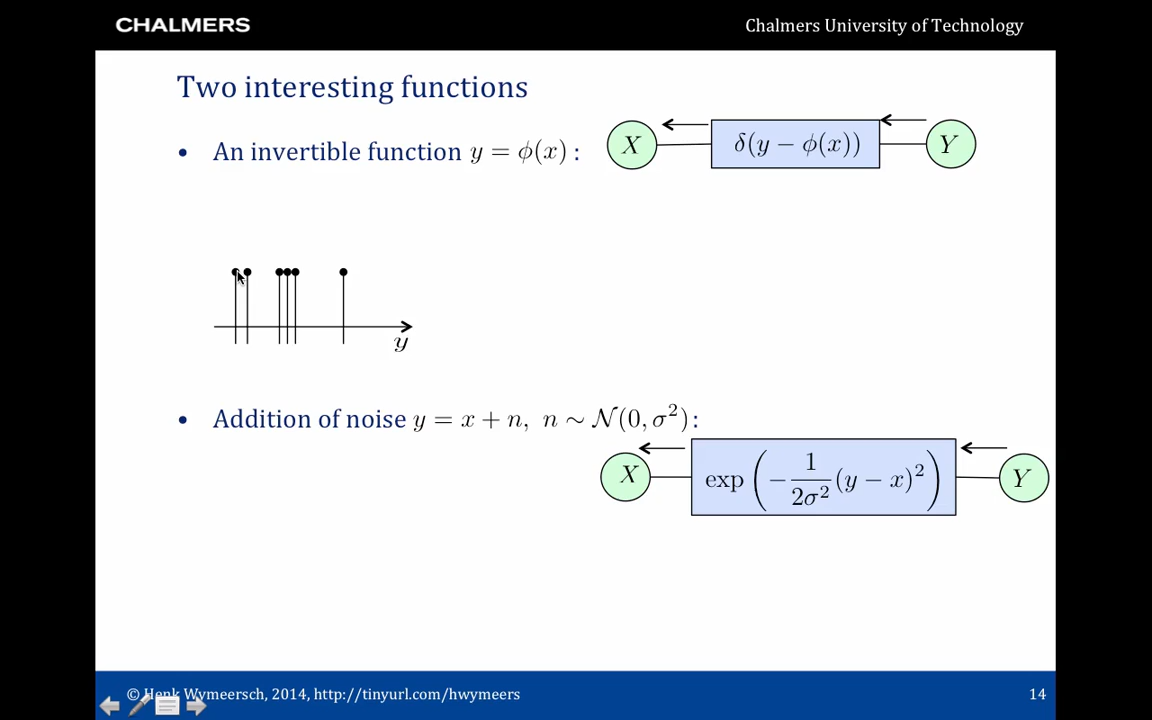 CHALMERS
Chalmers University of Technology
Two interesting functions
• An invertible function y = ϕ(x) :
X
δ(y − ϕ(x))
Y
y
• Addition of noise y = x + n, n ∼ 𝒩(0, σ²):
X
exp(−1/2σ² (y − x)²)
Y
© Henk Wymeersch, 2014, http://tinyurl.com/hwymeers
14